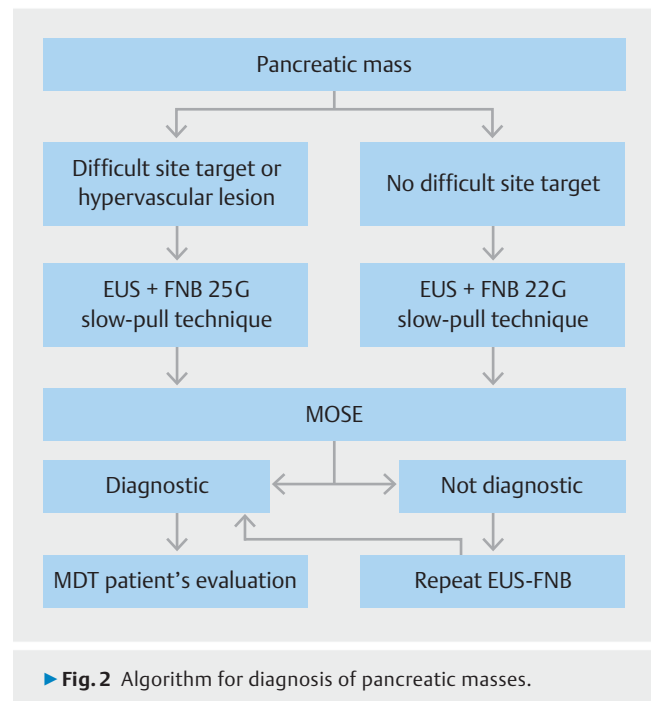 Pancreatic mass
Difficult site target or
hypervascular lesion
No difficult site target
EUS + FNB 25G
slow-pull technique
EUS + FNB 22G
slow-pull technique
MOSE
Diagnostic
Not diagnostic
MDT patient's evaluation
Repeat EUS-FNB
▶ Fig. 2 Algorithm for diagnosis of pancreatic masses.